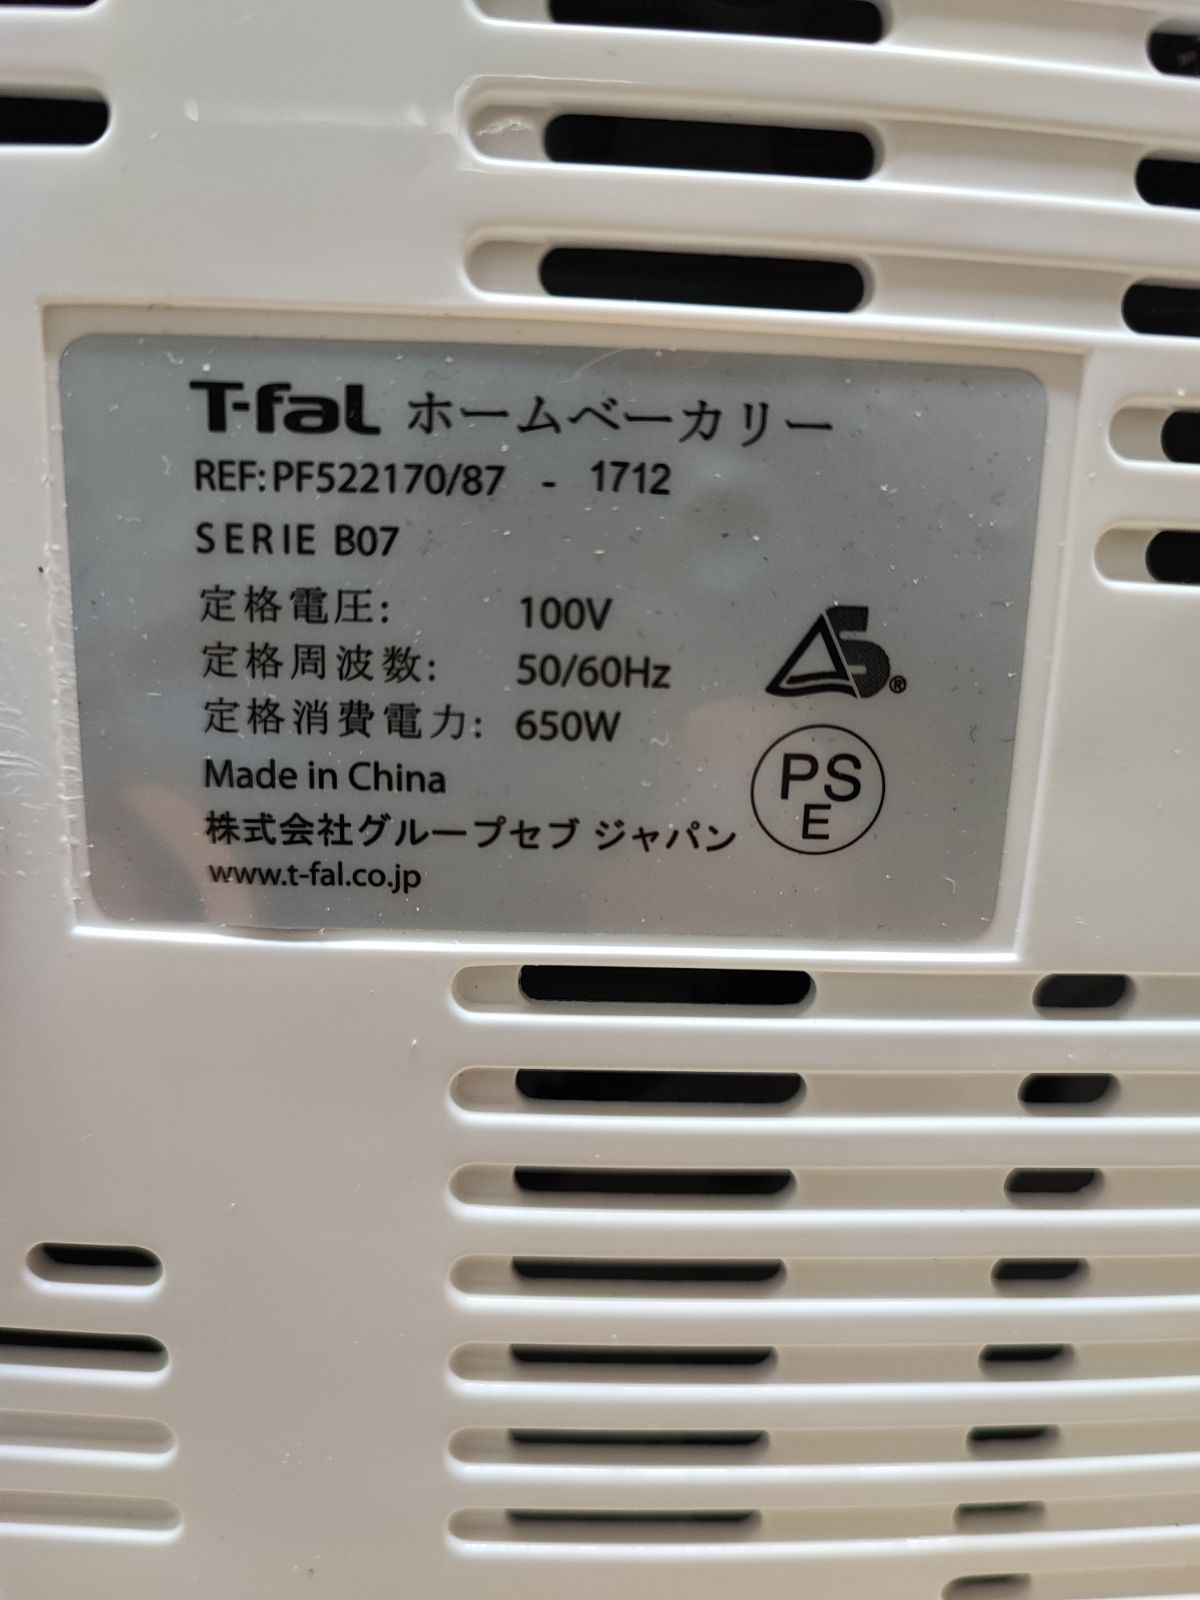 T-fal ホームベーカリー
REF: PF522170/87 - 1712
SERIE B07
定格電圧: 100V
定格周波数: 50/60Hz
定格消費電力: 650W
S®
PS
E
Made in China
株式会社グループセブ ジャパン
www.t-fal.co.jp